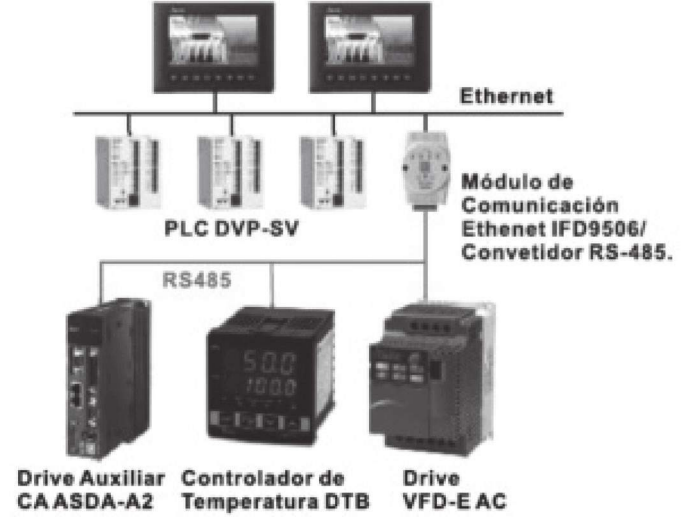 Ethernet
PLC DVP-SV
Módulo de
Comunicación
Ethenet IFD9506/
Convetidor RS-485.
RS485
50.0
100.0
Drive Auxiliar
CA ASDA-A2
Controlador de
Temperatura DTB
Drive
VFD-E AC